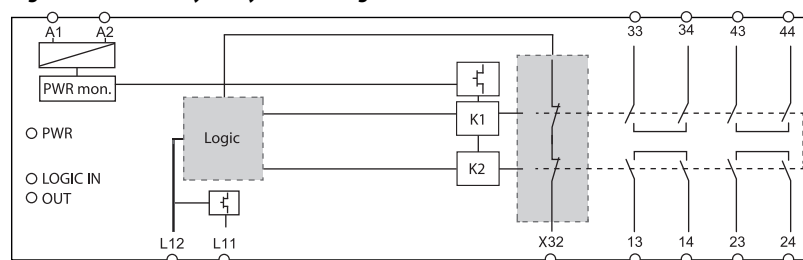 A1 A2 33 34 43 44
PWR mon.
K1
PWR
Logic
K2
LOGIC IN
OUT
L12 L11 X32 13 14 23 24